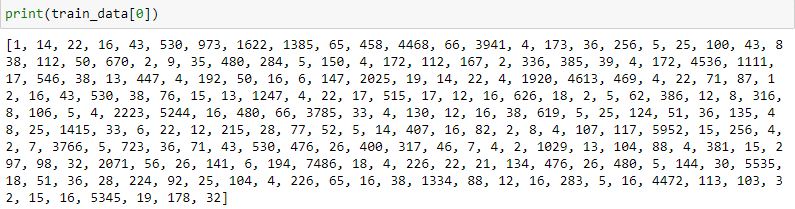 print(train_data[0])
[1, 14, 22, 16, 43, 530, 973, 1622, 1385, 65, 458, 4468, 66, 3941, 4, 173, 36, 256, 5, 25, 100, 43, 8
38, 112, 50, 670, 2, 9, 35, 480, 284, 5, 150, 4, 172, 112, 167, 2, 336, 385, 39, 4, 172, 4536, 1111,
17, 546, 38, 13, 447, 4, 192, 50, 16, 6, 147, 2025, 19, 14, 22, 4, 1920, 4613, 469, 4, 22, 71, 87, 1
2, 16, 43, 530, 38, 76, 15, 13, 1247, 4, 22, 17, 515, 17, 12, 16, 626, 18, 2, 5, 62, 386, 12, 8, 316,
8, 106, 5, 4, 2223, 5244, 16, 480, 66, 3785, 33, 4, 130, 12, 16, 38, 619, 5, 25, 124, 51, 36, 135, 4
8, 25, 1415, 33, 6, 22, 12, 215, 28, 77, 52, 5, 14, 407, 16, 82, 2, 8, 4, 107, 117, 5952, 15, 256, 4,
2, 7, 3766, 5, 723, 36, 71, 43, 530, 476, 26, 400, 317, 46, 7, 4, 2, 1029, 13, 104, 88, 4, 381, 15, 2
97, 98, 32, 2071, 56, 26, 141, 6, 194, 7486, 18, 4, 226, 22, 21, 134, 476, 26, 480, 5, 144, 30, 5535,
18, 51, 36, 28, 224, 92, 25, 104, 4, 226, 65, 16, 38, 1334, 88, 12, 16, 283, 5, 16, 4472, 113, 103, 3
2, 15, 16, 5345, 19, 178, 32]